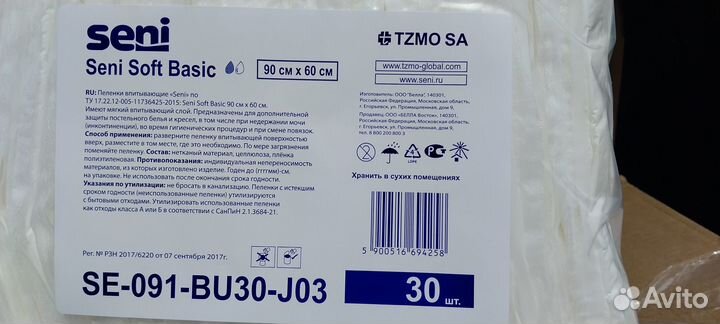 seni
Seni Soft Basic
90 см x 60 см
RU: Пеленки впитывающие «Seni» по
ТУ 17.22.12-005-11736425-2015: Seni Soft Basic 90 см x 60 см.
Имеют мягкий впитывающий слой. Предназначены для дополнительной
защиты постельного белья и кресел, в том числе при недержании мочи
(инконтиненции), во время гигиенических процедур и при смене повязок.
Способ применения: разверните пеленку впитывающей поверхностью
вверх, разместите в том месте, где это необходимо. По мере загрязнения
поменяйте пеленку. Состав: нетканый материал, целлюлоза, плёнка
полиэтиленовая. Противопоказания: индивидуальная непереносимость
материалов, из которых изготовлено изделие. Годен до (ггггмм)-см.
на упаковке. Не использовать после окончания срока годности.
Указания по утилизации: не бросать в канализацию. Пеленки с истекшим
сроком годности (неиспользованные пеленки) утилизируются
с бытовыми отходами. Утилизировать использованные пеленки
как отходы класса А или Б в соответствии с СанПиН 2.1.3684-21.
Рег. № РЗН 2017/6220 от 07 сентября 2017г.
SE-091-BU30-J03
TZMO SA
www.tzmo-global.com
www.seni.ru
Изготовитель: ООО "Белла", 140301,
Российская Федерация, Московская область,
г. Егорьевск, ул. Промышленная, дом 9,
Продавец: ООО «БЕЛЛА Восток», 140301,
Российская Федерация, Московская область,
г. Егорьевск, ул. Промышленная, дом 9,
тел. 8 800 200 800 3
4
LDPE
Хранить в сухих помещениях
5 900516 694258
30 шт.
Avito